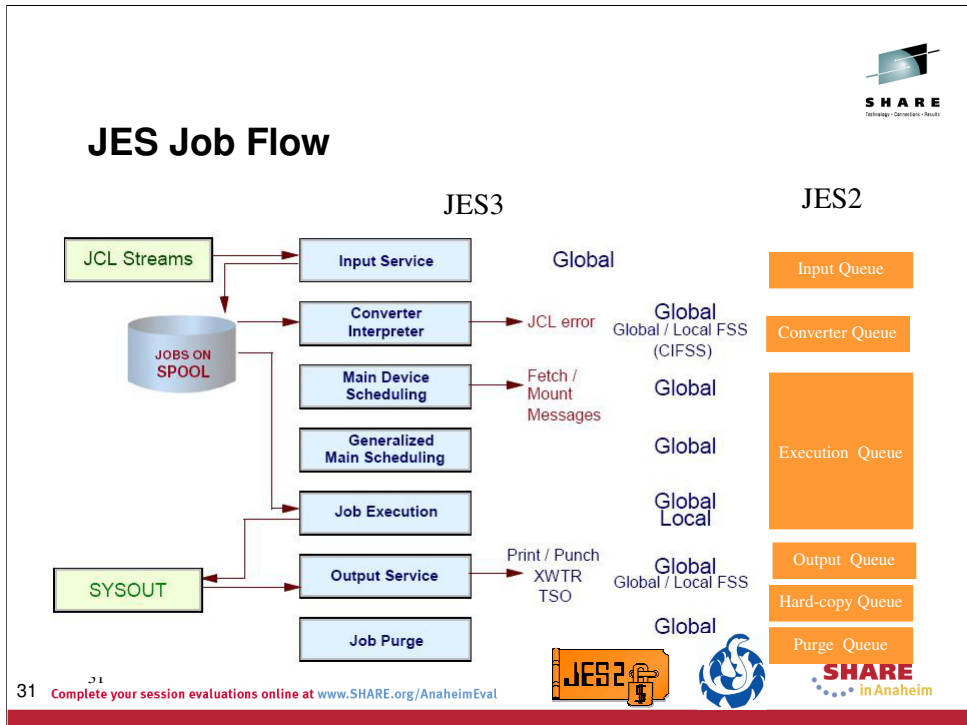 SHARE
Technology · Connections · Results
JES Job Flow
JES3
JES2
JCL Streams
Input Service
Global
Input Queue
JOBS ON
SPOOL
Converter
Interpreter
JCL error
Global
Global / Local FSS
(CIFSS)
Converter Queue
Main Device
Scheduling
Fetch /
Mount
Messages
Global
Generalized
Main Scheduling
Global
Execution Queue
Job Execution
Global
Local
SYSOUT
Output Service
Print / Punch
XWTR
TSO
Global
Global / Local FSS
Output Queue
Hard-copy Queue
Job Purge
Global
Purge Queue
31
31
Complete your session evaluations online at www.SHARE.org/AnaheimEval
JES2
$
SHARE
in Anaheim